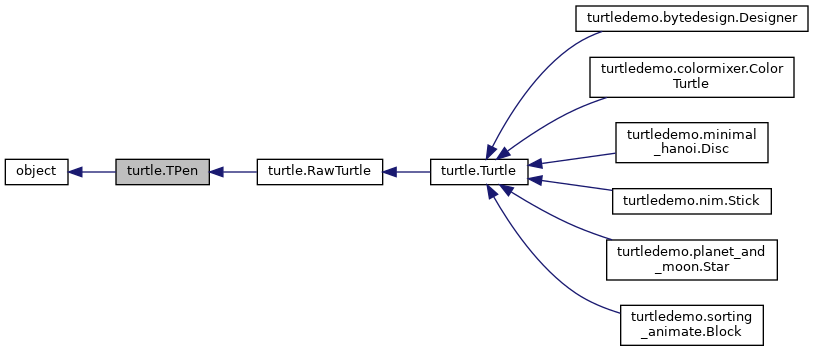 turtledemo.bytedesign.Designer
turtledemo.colormixer.Color
Turtle
turtledemo.minimal
_hanoi.Disc
object
turtle.TPen
turtle.RawTurtle
turtle.Turtle
turtledemo.nim.Stick
turtledemo.planet_and
_moon.Star
turtledemo.sorting
_animate.Block